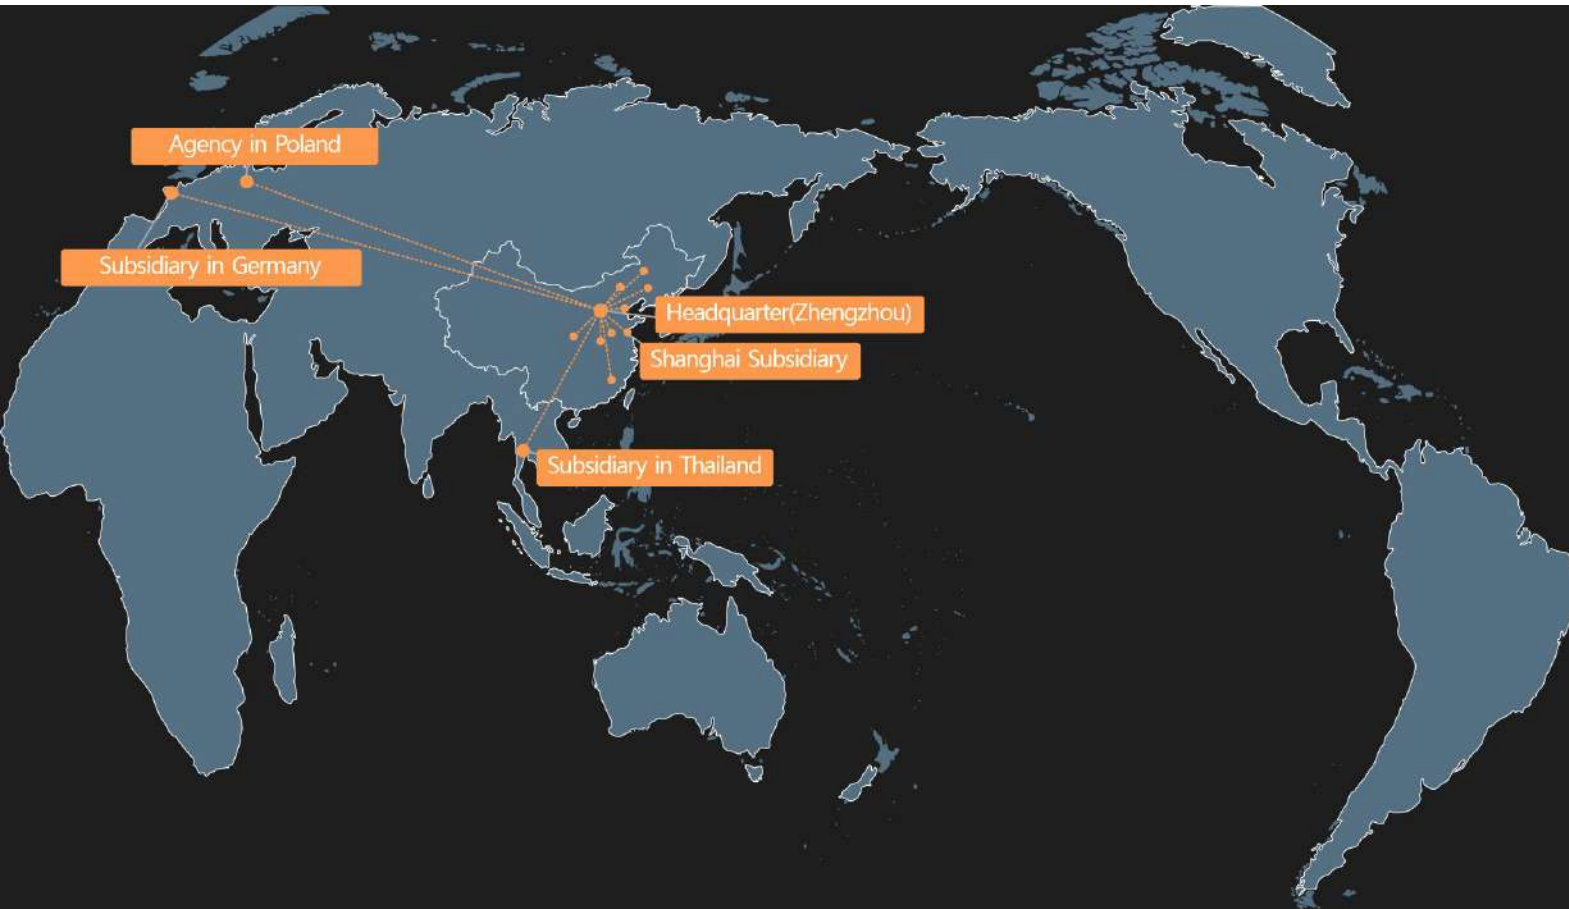 Agency in Poland
Subsidiary in Germany
Headquarter(Zhengzhou)
Shanghai Subsidiary
Subsidiary in Thailand